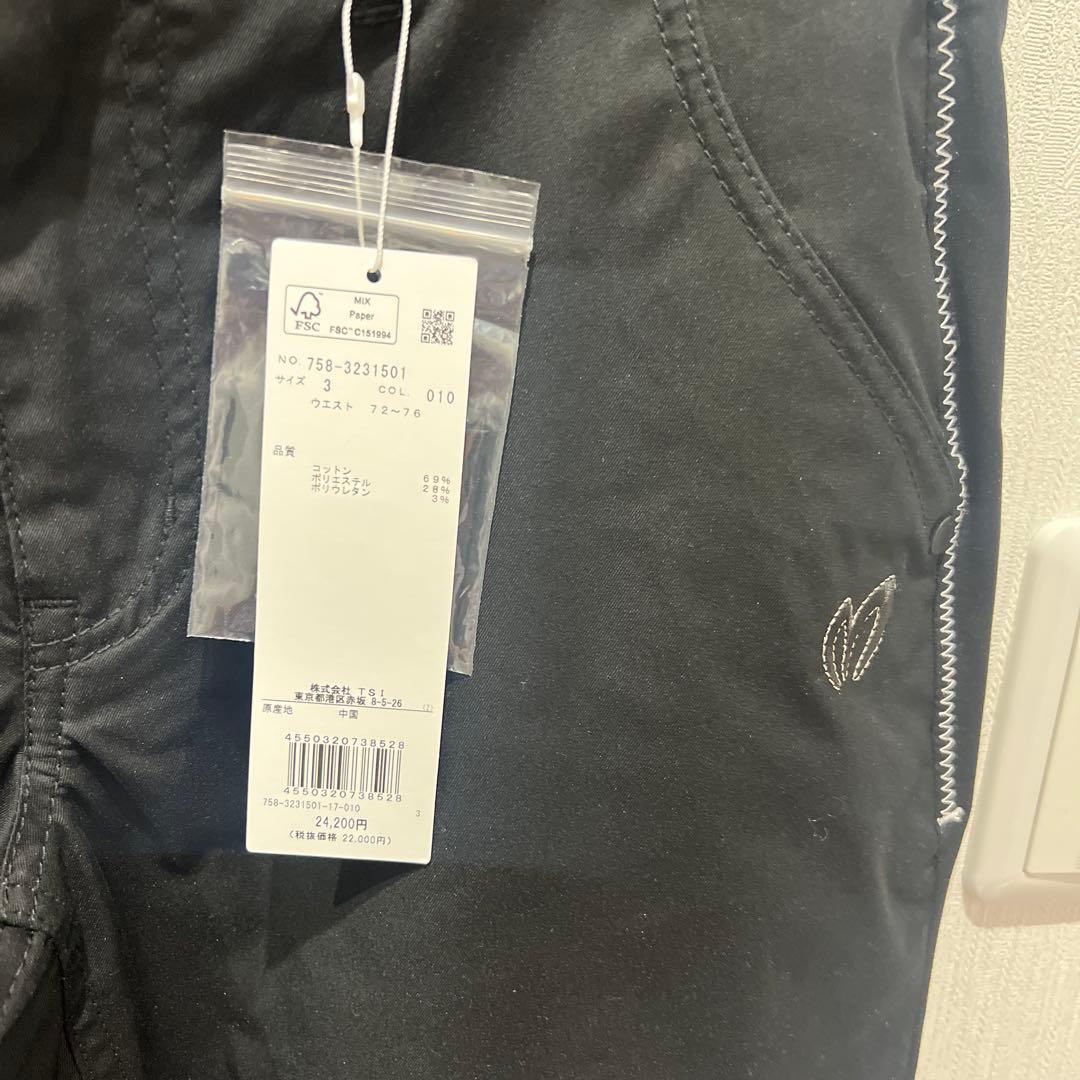 MIX
Paper
FSC™ C151994
FSC
NO. 758-3231501
サイズ 3 COL. 010
ウエスト 72～76
品質
コットン 69%
ポリエステル 28%
ポリウレタン 3%
株式会社 TSI
東京都港区赤坂 8-5-26 (7)
原産地 中国
4550320738528
4550320738528
758-3231501-17-010 3
24,200円
(税抜価格 22,000円)